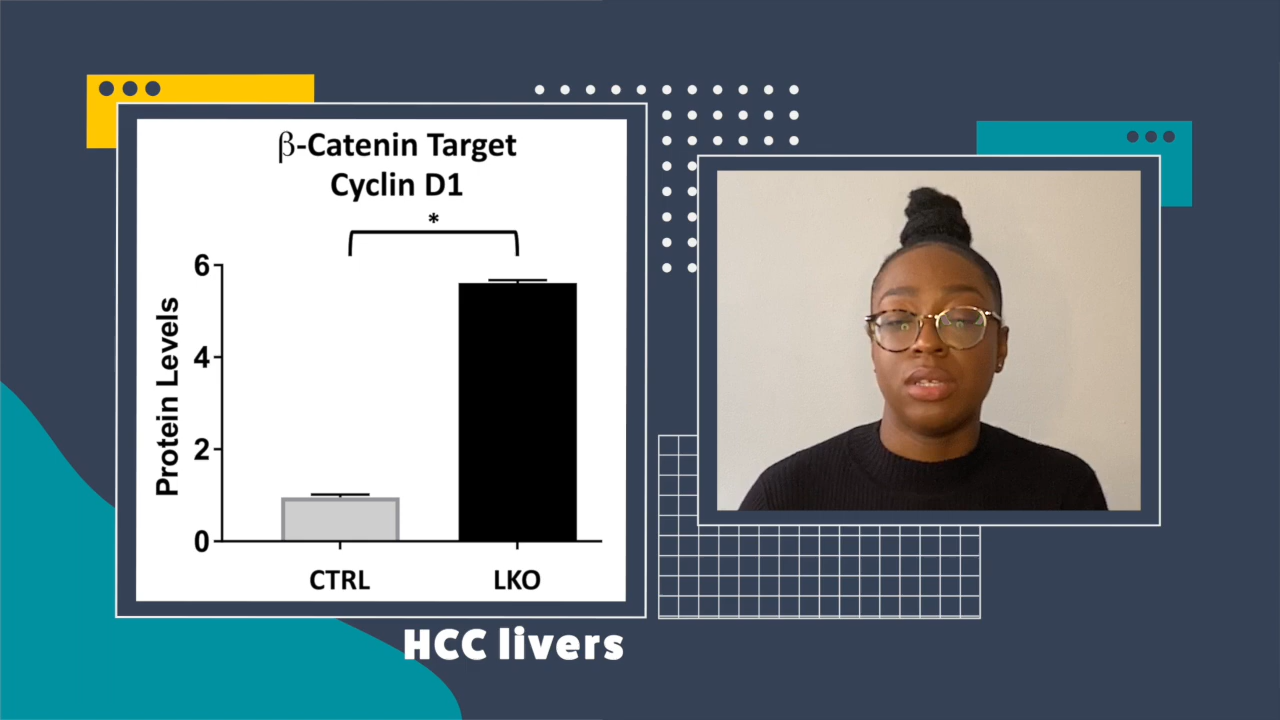 β-Catenin Target
Cyclin D1
*
Protein Levels
6
4
2
0
CTRL
LKO
HCC livers